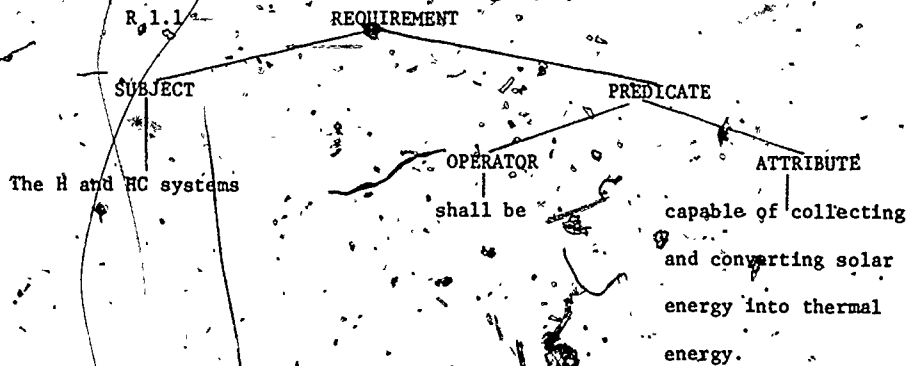 R 1.1 REQUIREMENT
SUBJECT PREDICATE
OPERATOR ATTRIBUTE
The H and HC systems
shall be capable of collecting
and converting solar
energy into thermal
energy.